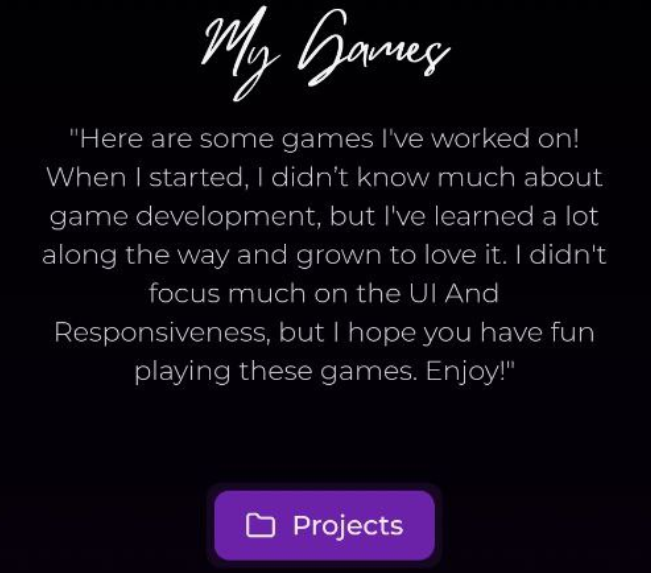 My Games
"Here are some games I've worked on!
When I started, I didn’t know much about
game development, but I've learned a lot
along the way and grown to love it. I didn't
focus much on the UI And
Responsiveness, but I hope you have fun
playing these games. Enjoy!"
Projects